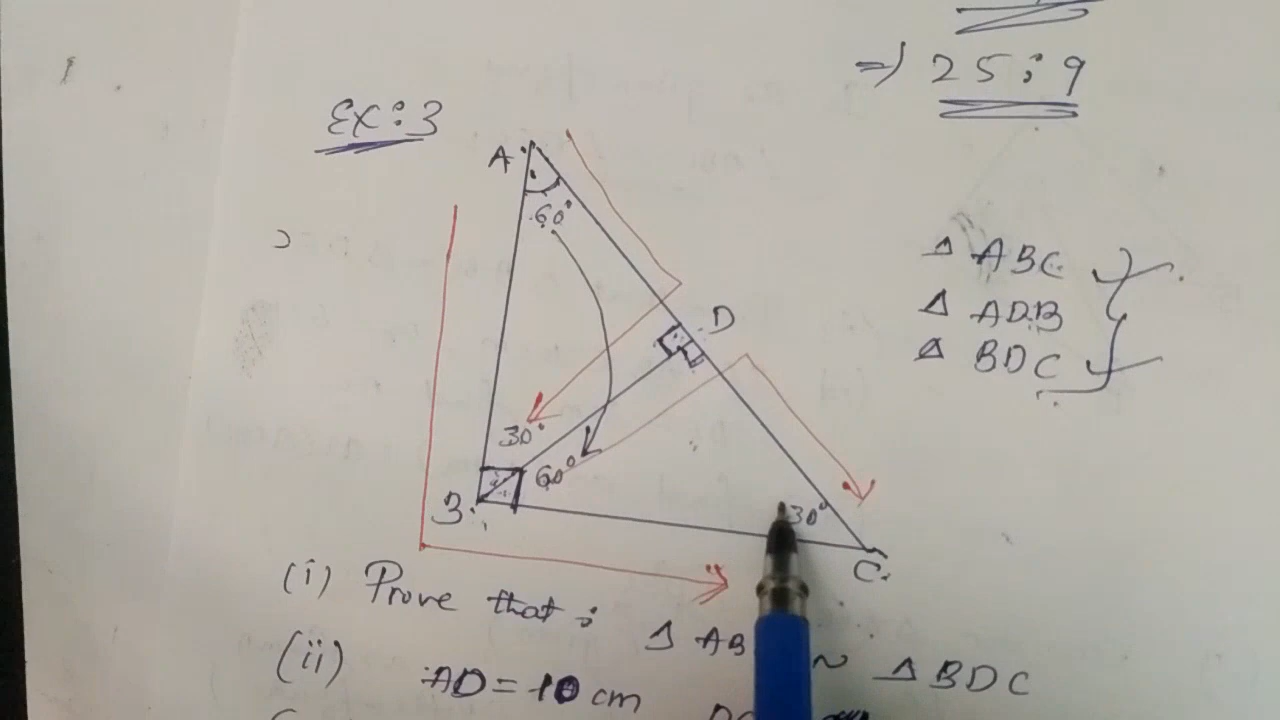 =) 25:9
Ex:3
A
60°
D
30°
60°
B
30°
C
Δ ABC
Δ ADB
Δ BDC
(i) Prove that : Δ AB ~ Δ BDC
(ii) AD = 10 cm